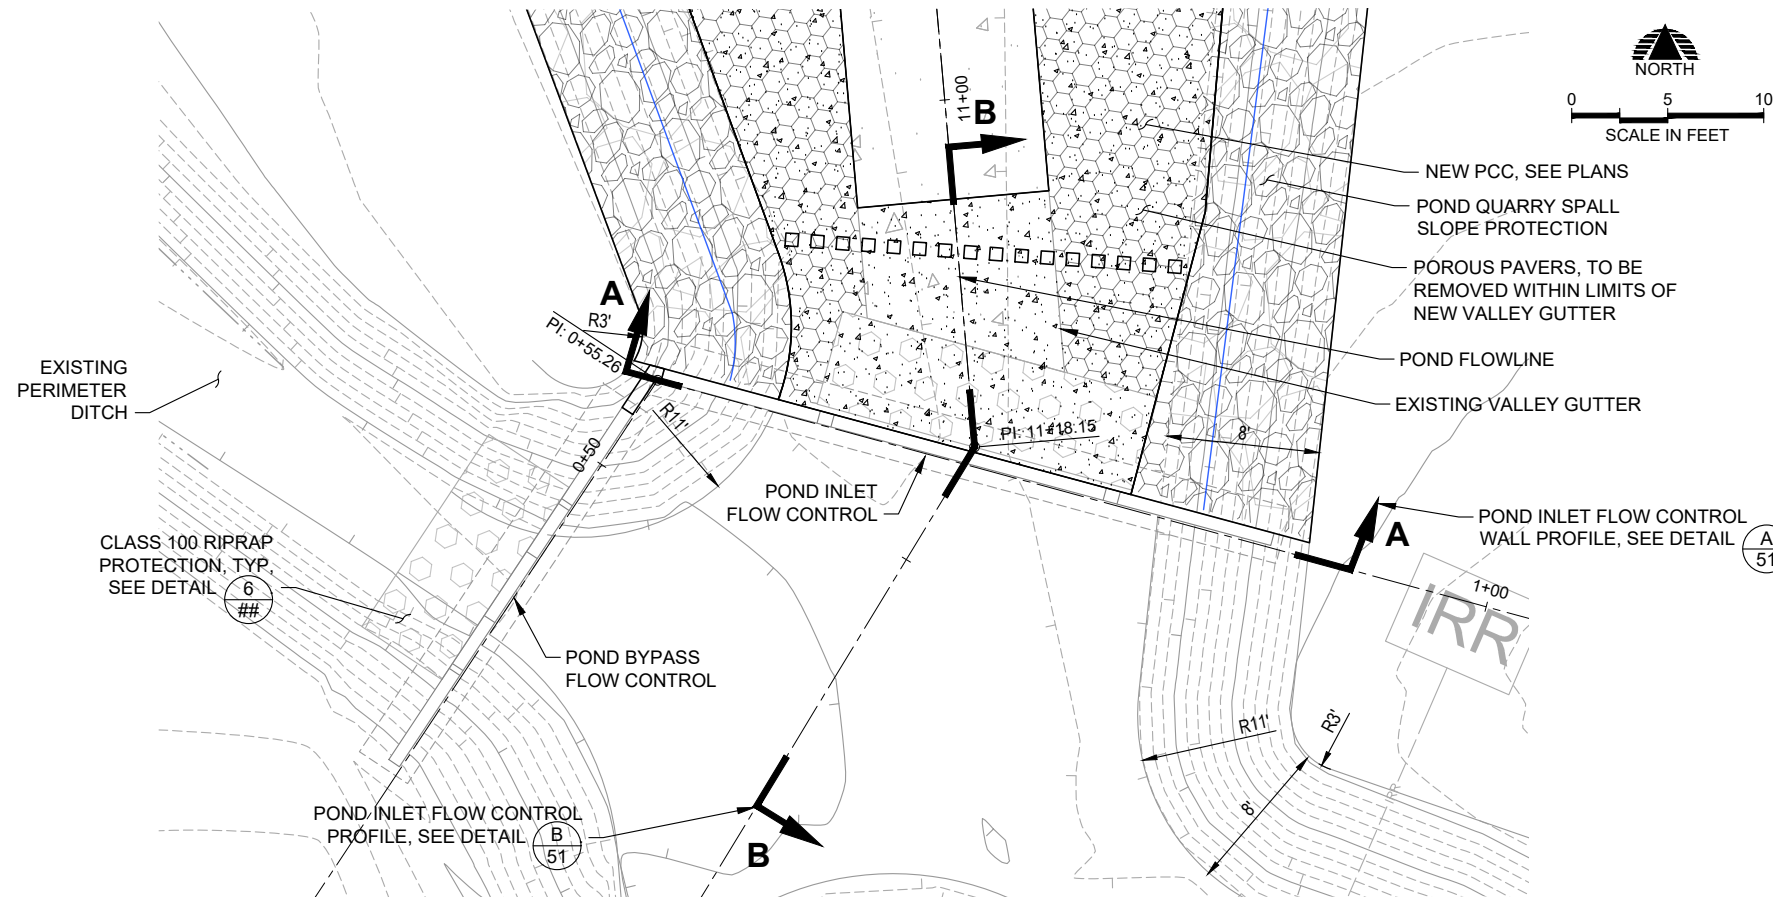 NORTH
0 5 10
SCALE IN FEET
11+00
B
NEW PCC, SEE PLANS
POND QUARRY SPALL
SLOPE PROTECTION
POROUS PAVERS, TO BE
REMOVED WITHIN LIMITS OF
NEW VALLEY GUTTER
POND FLOWLINE
EXISTING VALLEY GUTTER
A
R3'
PI: 0+55.26
EXISTING
PERIMETER
DITCH
R11'
0+50
PI: 11+18.15
8'
POND INLET
FLOW CONTROL
CLASS 100 RIPRAP
PROTECTION, TYP,
SEE DETAIL 6
##
POND BYPASS
FLOW CONTROL
A
POND INLET FLOW CONTROL
WALL PROFILE, SEE DETAIL A
51
1+00
IRR
R11'
R3'
8'
IRR
POND INLET FLOW CONTROL
PROFILE, SEE DETAIL B
51
B